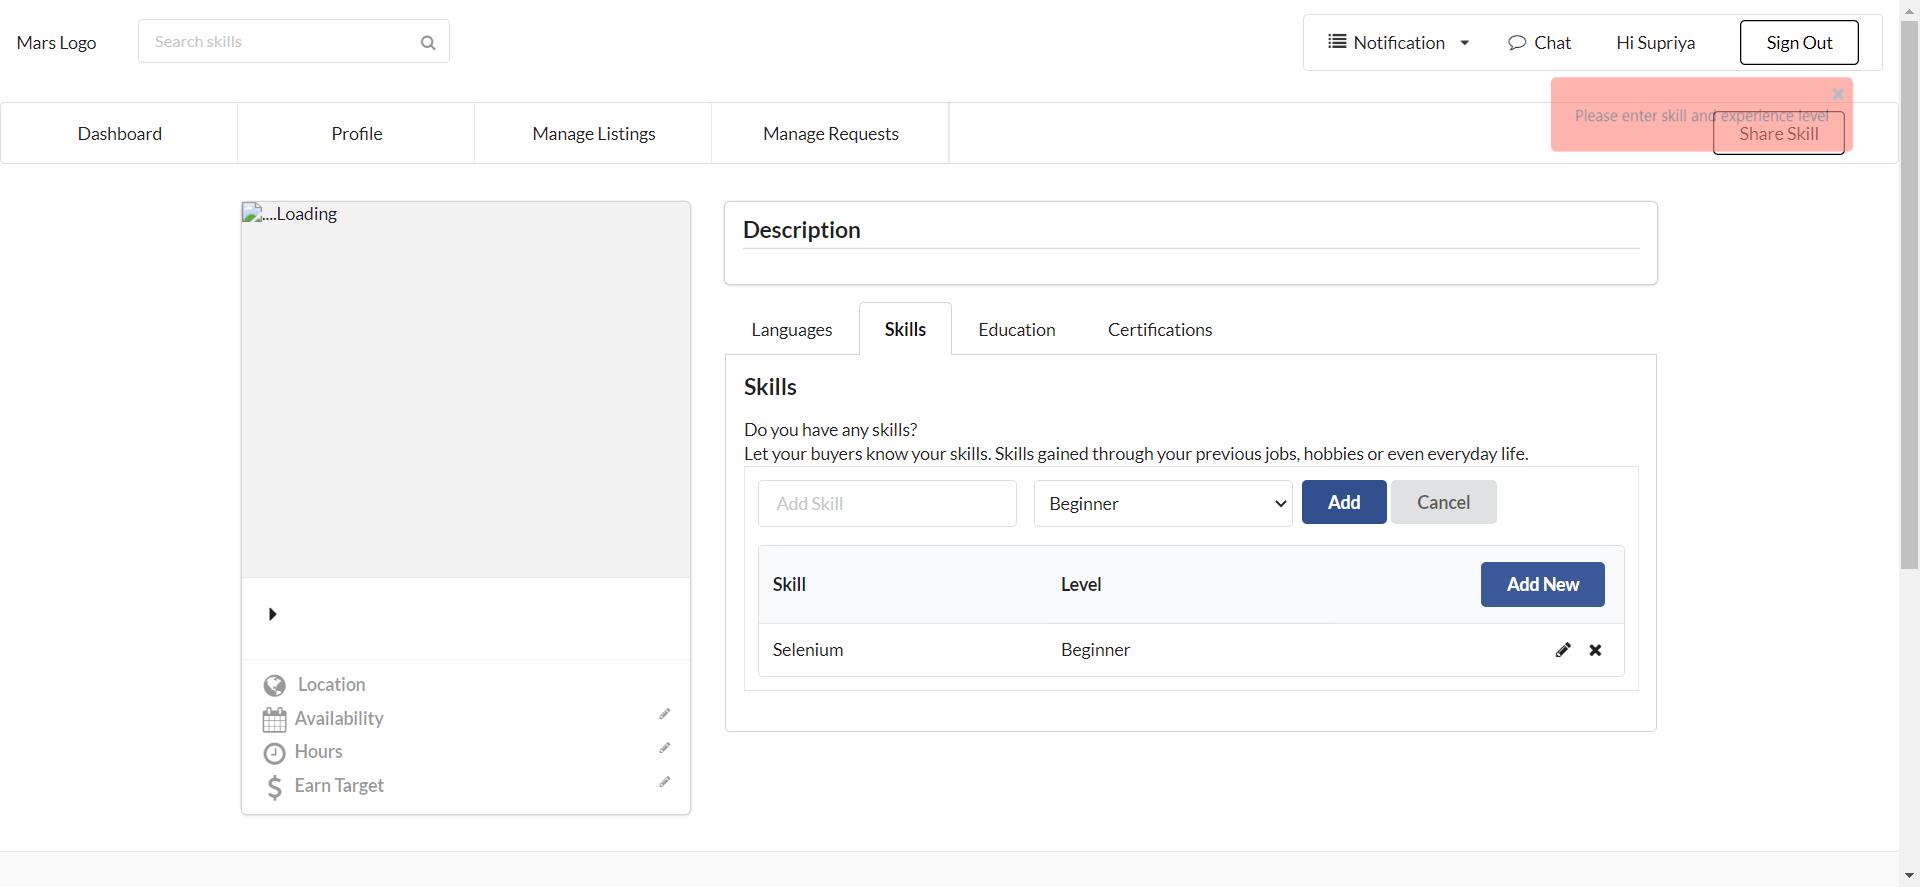 Mars Logo
Search skills
Notification
Chat
Hi Supriya
Sign Out
Please enter skill and experience level
Dashboard
Profile
Manage Listings
Manage Requests
Share Skill
....Loading
Description
Languages
Skills
Education
Certifications
Skills
Do you have any skills?
Let your buyers know your skills. Skills gained through your previous jobs, hobbies or even everyday life.
Add Skill
Beginner
Add
Cancel
Skill
Level
Add New
Selenium
Beginner
Location
Availability
Hours
Earn Target